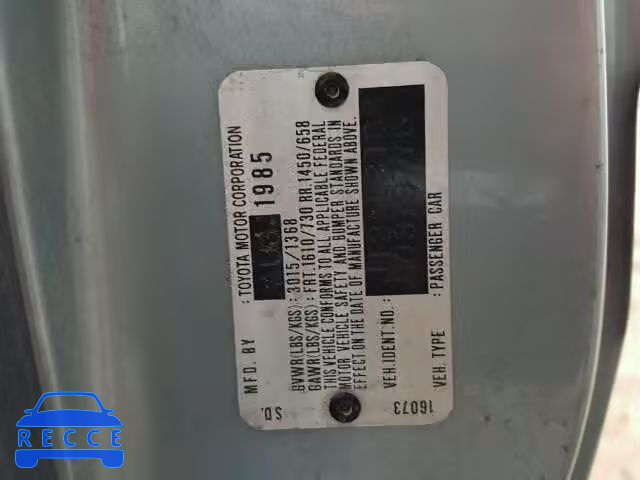 MFD. BY : TOYOTA MOTOR CORPORATION
S.D. 1985
GVWR(LBS/KGS):3015/1368
GAWR(LBS/KGS):FRT.1610/730 RR.1450/658
THIS VEHICLE CONFORMS TO ALL APPLICABLE FEDERAL
MOTOR VEHICLE SAFETY AND BUMPER STANDARDS IN
EFFECT ON THE DATE OF MANUFACTURE SHOWN ABOVE.
VEH.IDENT.NO.:
VEH. TYPE : PASSENGER CAR
16073
RECCE